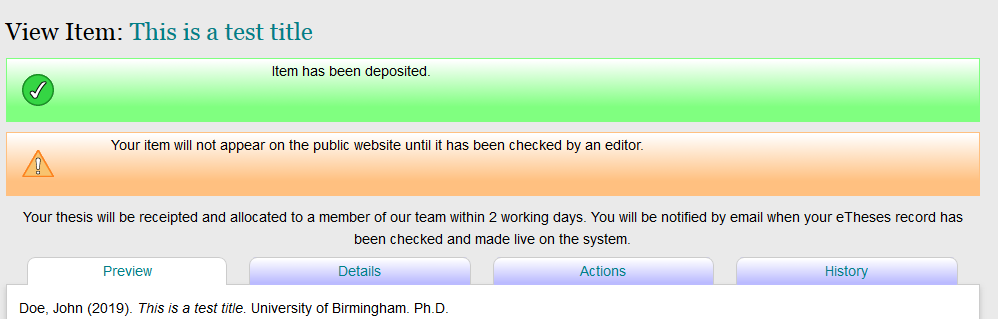 View Item: This is a test title
Item has been deposited.
Your item will not appear on the public website until it has been checked by an editor.
Your thesis will be receipted and allocated to a member of our team within 2 working days. You will be notified by email when your eTheses record has
been checked and made live on the system.
Preview Details Actions History
Doe, John (2019). This is a test title. University of Birmingham. Ph.D.